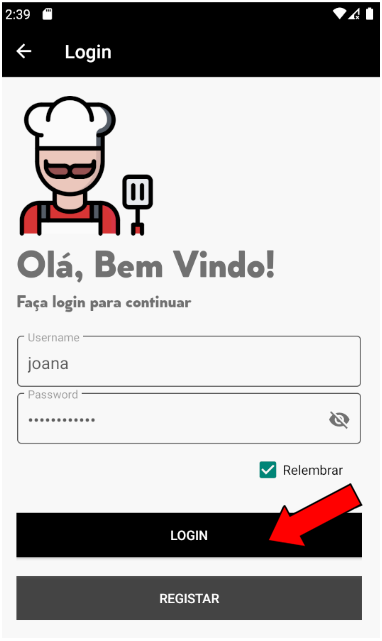 2:39
Login
Olá, Bem Vindo!
Faça login para continuar
Username
joana
Password
••••••••••••
Relembrar
LOGIN
REGISTAR